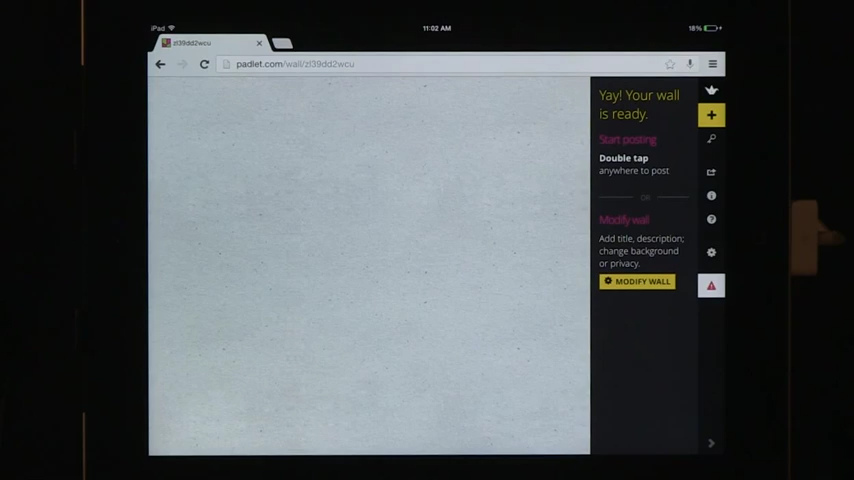 iPad
11:02 AM
18%
zl39dd2wcu
padlet.com/wall/zl39dd2wcu
Yay! Your wall
is ready.
Start posting
Double tap
anywhere to post
OR
Modify wall
Add title, description;
change background
or privacy.
MODIFY WALL